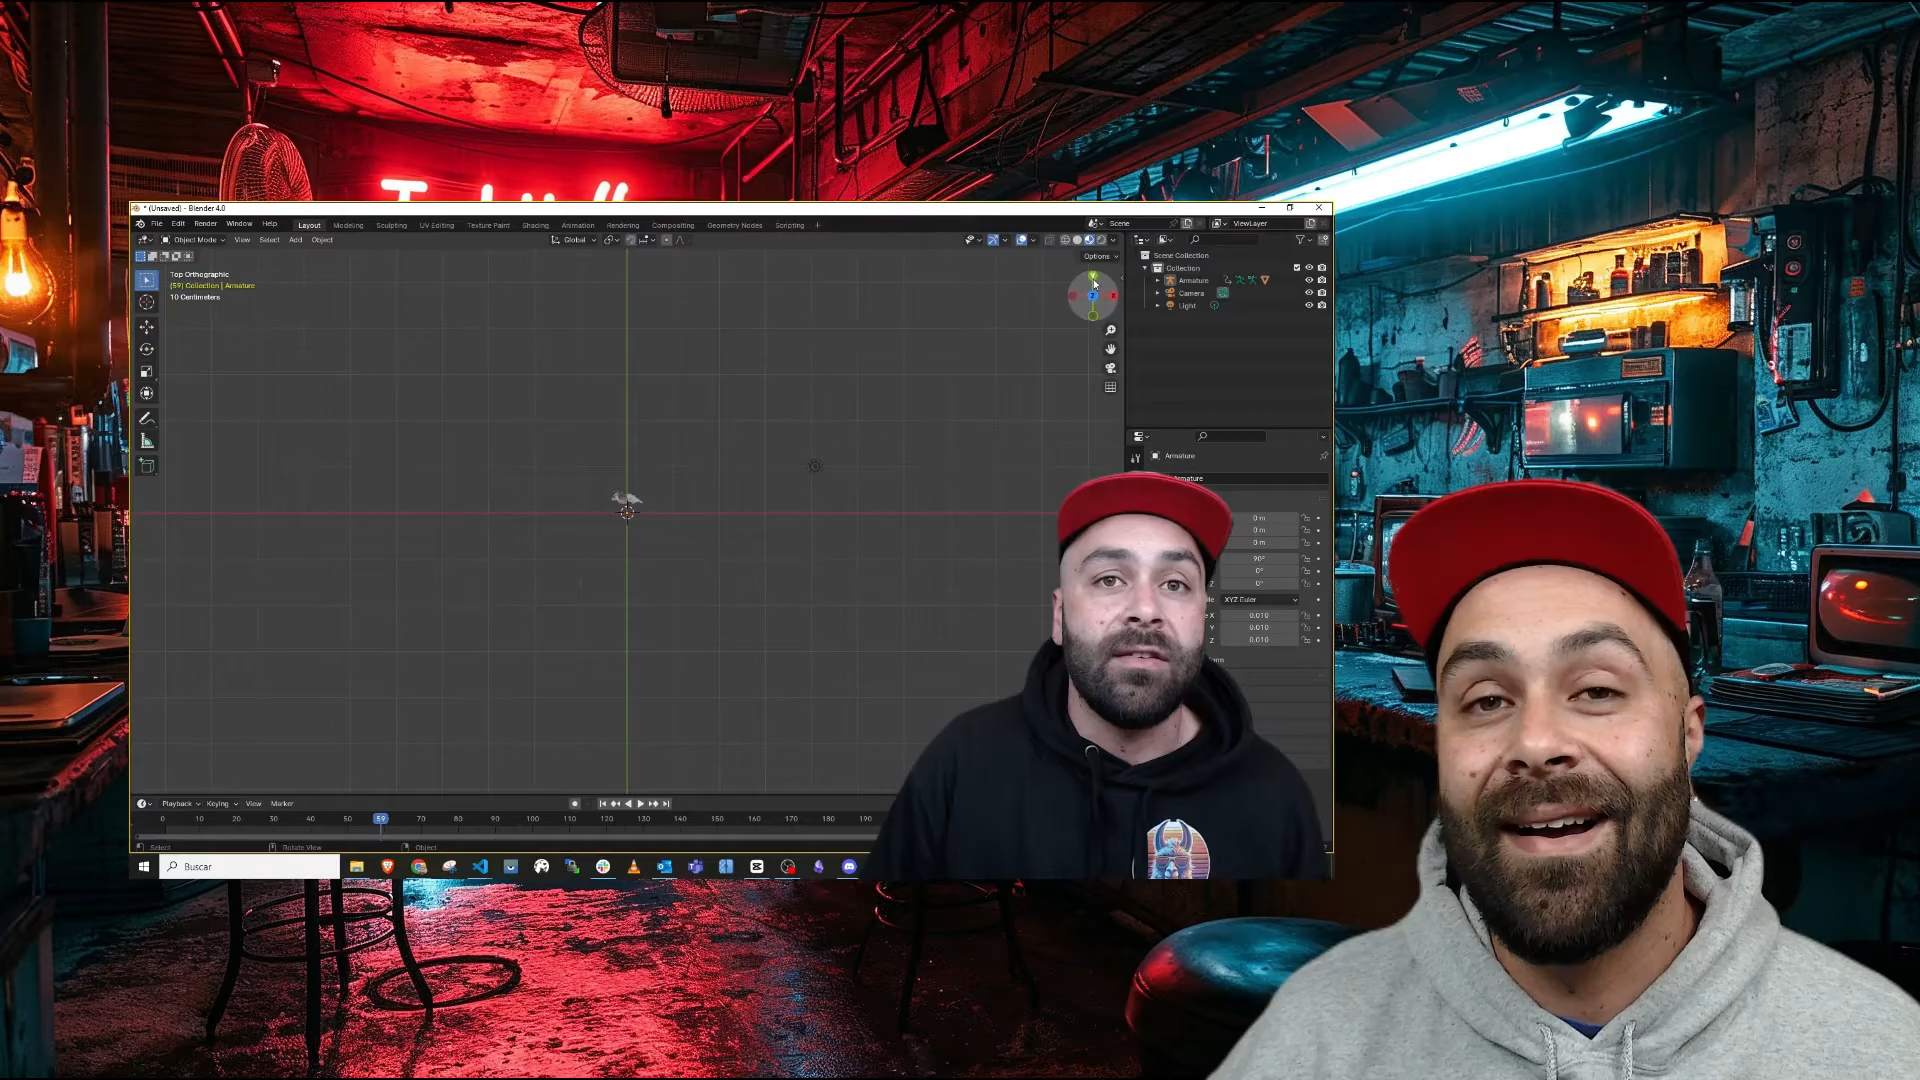 * (Unsaved) - Blender 4.0
File Edit Render Window Help Layout Modeling Sculpting UV Editing Texture Paint Shading Animation Rendering Compositing Geometry Nodes Scripting + Scene ViewLayer
Object Mode View Select Add Object Global
Options
Top Orthographic
(59) Collection | Armature
10 Centimeters
Scene Collection
Collection
Armature
Camera
Light
Armature
Armature
0 m
0 m
0 m
90°
0°
Z 0°
XYZ Euler
X 0.010
Y 0.010
Z 0.010
Playback Keying View Marker
0 10 20 30 40 50 59 70 80 90 100 110 120 130 140 150 160 170 180 190
Select Rotate View Object
Buscar